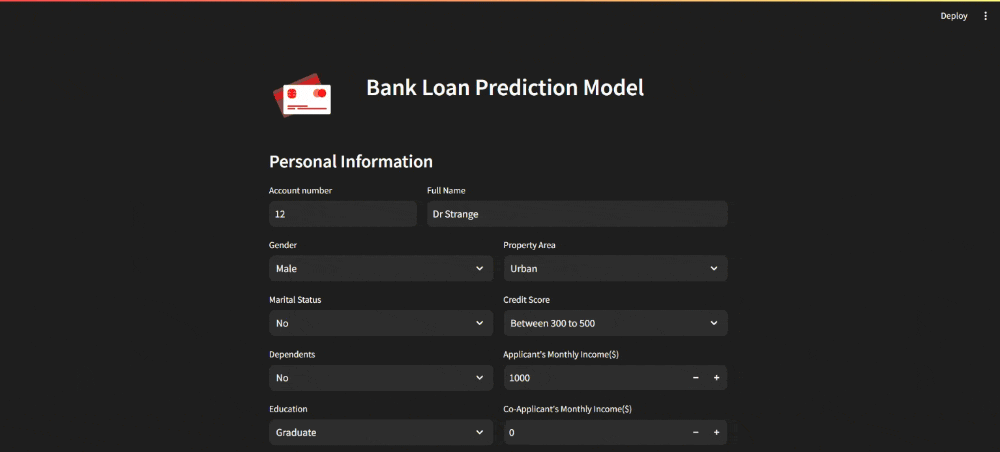 Deploy
Bank Loan Prediction Model
Personal Information
Account number Full Name
12 Dr Strange
Gender Property Area
Male Urban
Marital Status Credit Score
No Between 300 to 500
Dependents Applicant's Monthly Income($)
No 1000
Education Co-Applicant's Monthly Income($)
Graduate 0